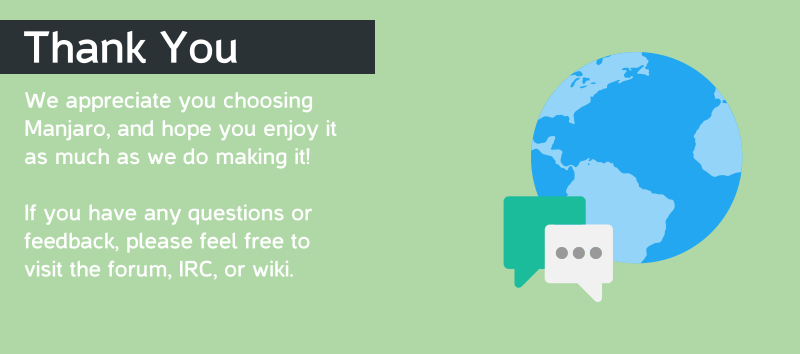 Thank You
We appreciate you choosing
Manjaro, and hope you enjoy it
as much as we do making it!
If you have any questions or
feedback, please feel free to
visit the forum, IRC, or wiki.